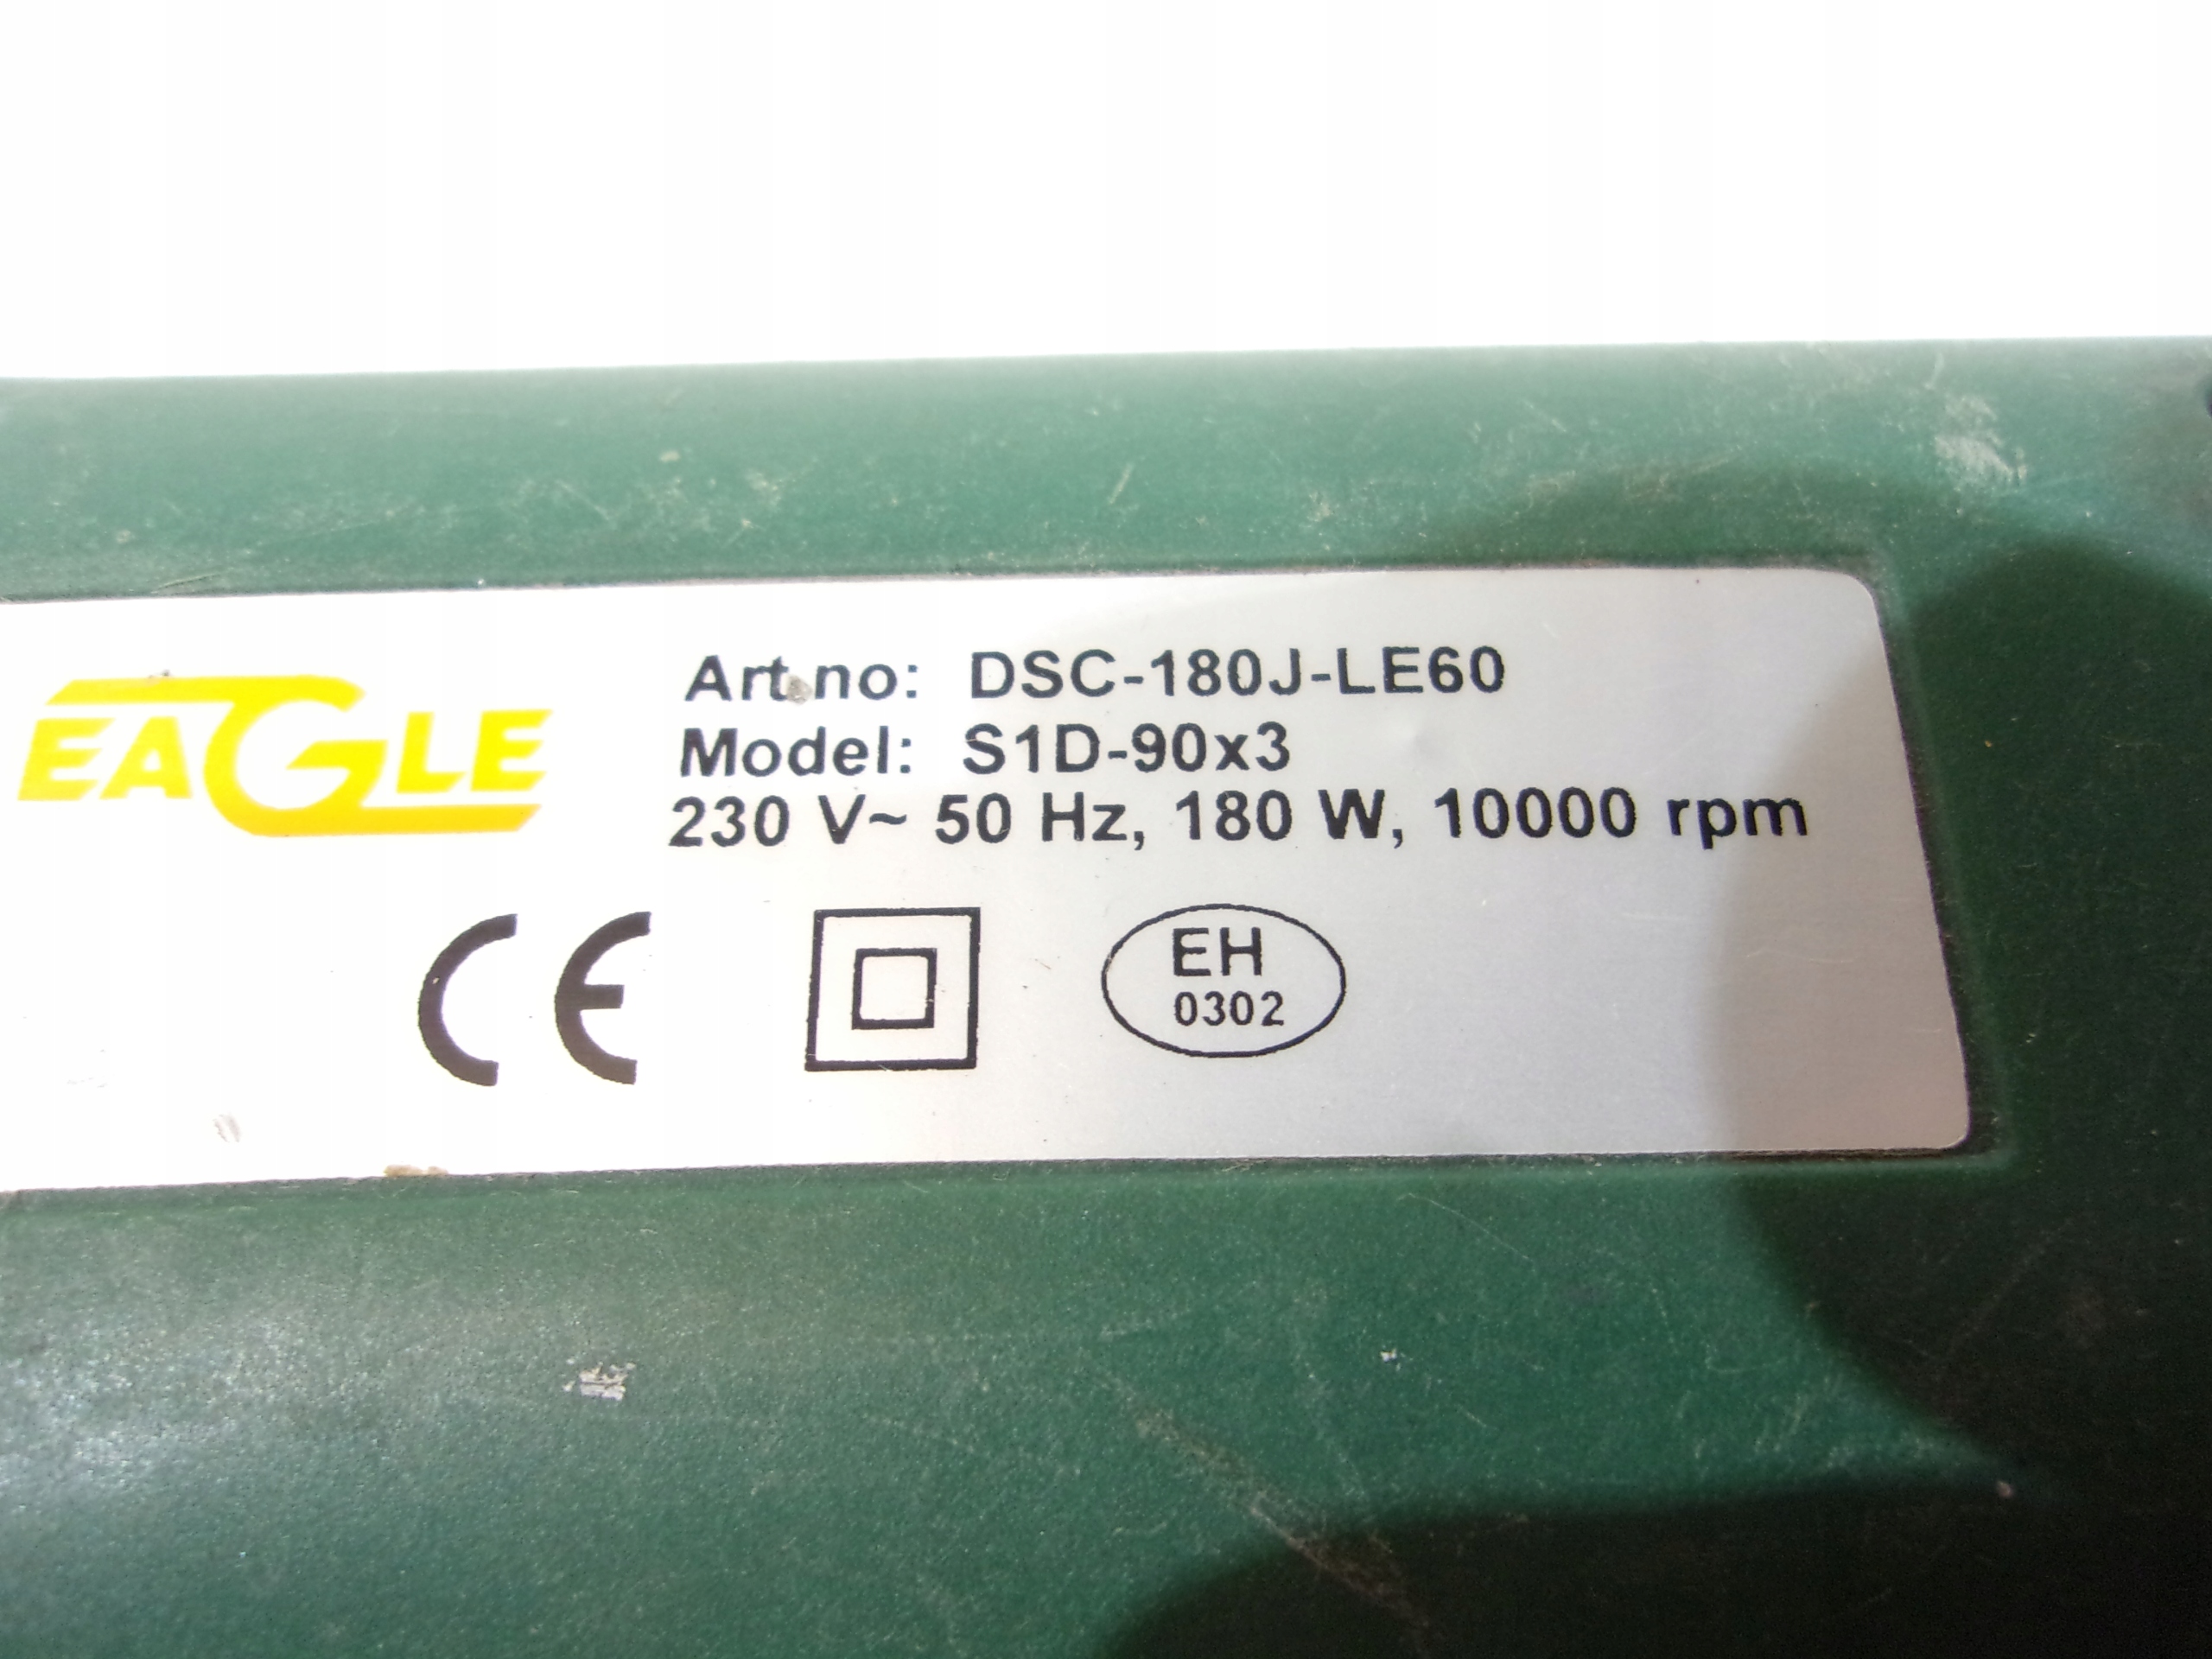 EAGLE
Art.no: DSC-180J-LE60
Model: S1D-90x3
230 V~ 50 Hz, 180 W, 10000 rpm
CE
EH
0302